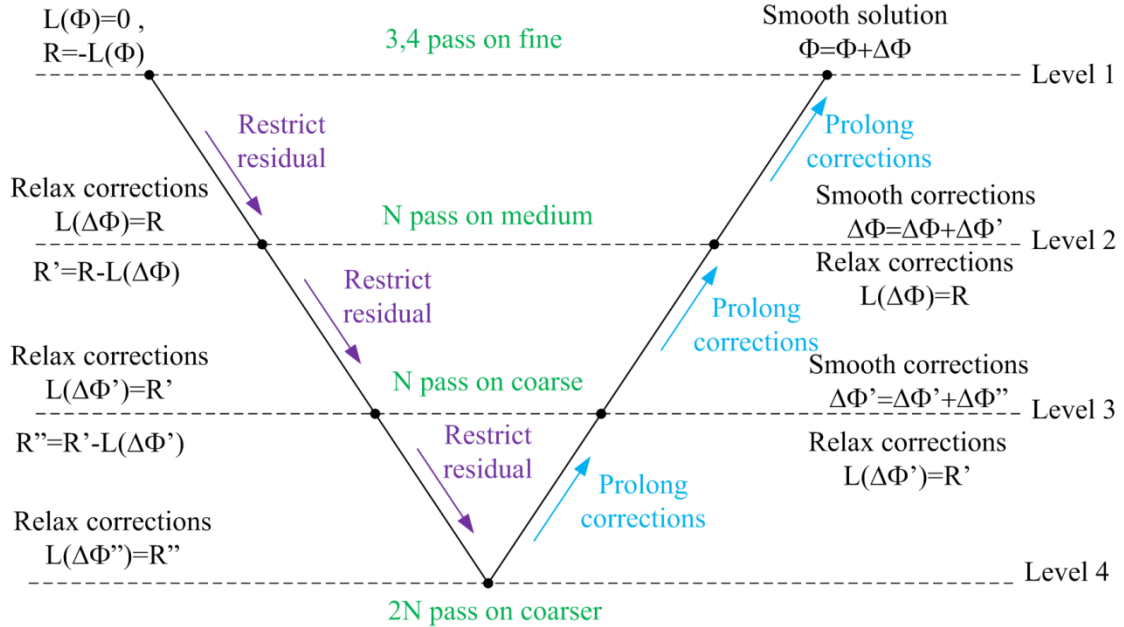 L(Φ)=0 ,
R=-L(Φ)
3,4 pass on fine
Smooth solution
Φ=Φ+ΔΦ
Level 1
Restrict
residual
Prolong
corrections
Relax corrections
L(ΔΦ)=R
R’=R-L(ΔΦ)
N pass on medium
Smooth corrections
ΔΦ=ΔΦ+ΔΦ’
Level 2
Relax corrections
L(ΔΦ)=R
Restrict
residual
Prolong
corrections
Relax corrections
L(ΔΦ’)=R’
R”=R’-L(ΔΦ’)
N pass on coarse
Smooth corrections
ΔΦ’=ΔΦ’+ΔΦ”
Level 3
Relax corrections
L(ΔΦ’)=R’
Restrict
residual
Prolong
corrections
Relax corrections
L(ΔΦ”)=R”
Level 4
2N pass on coarser